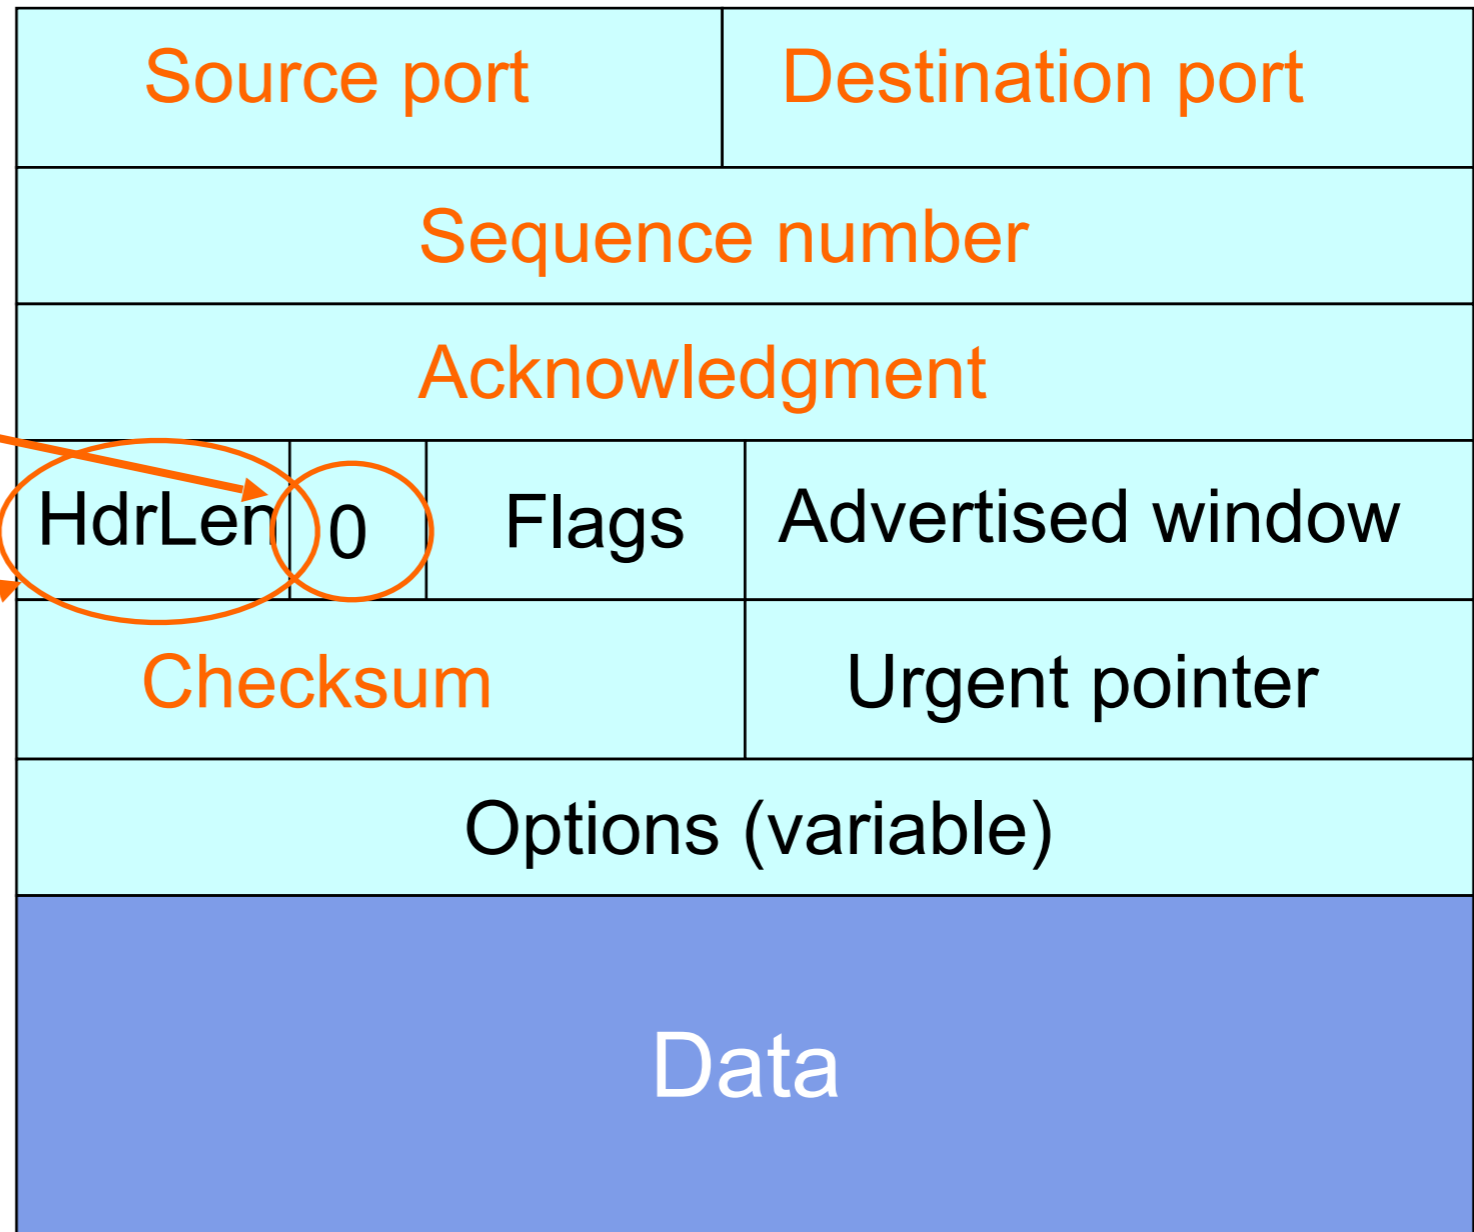 Source port
Destination port
Sequence number
Acknowledgment
HdrLen
0
Flags
Advertised window
Checksum
Urgent pointer
Options (variable)
Data